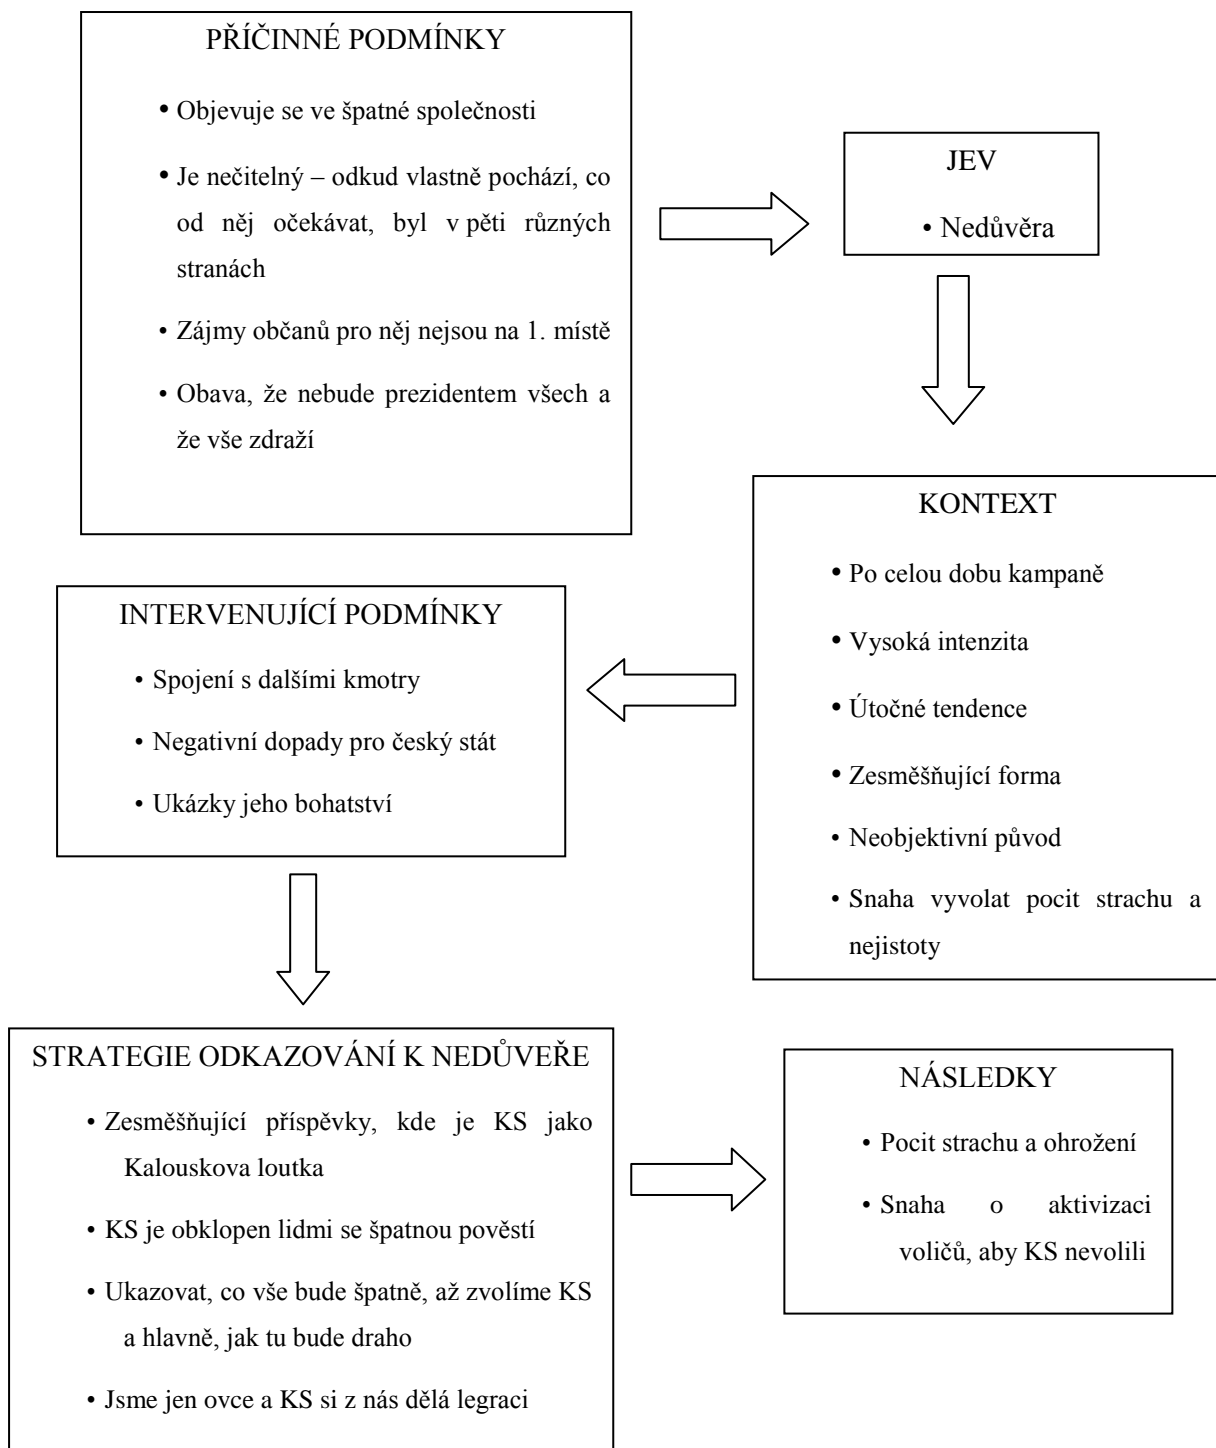 PŘÍČINNÉ PODMÍNKY
• Objevuje se ve špatné společnosti
• Je nečitelný – odkud vlastně pochází, co
od něj očekávat, byl v pěti různých
stranách
• Zájmy občanů pro něj nejsou na 1. místě
• Obava, že nebude prezidentem všech a
že vše zdraží
JEV
• Nedůvěra
KONTEXT
• Po celou dobu kampaně
• Vysoká intenzita
• Útočné tendence
• Zesměšňující forma
• Neobjektivní původ
• Snaha vyvolat pocit strachu a
nejistoty
INTERVENUJÍCÍ PODMÍNKY
• Spojení s dalšími kmotry
• Negativní dopady pro český stát
• Ukázky jeho bohatství
STRATEGIE ODKAZOVÁNÍ K NEDŮVEŘE
• Zesměšňující příspěvky, kde je KS jako
Kalouskova loutka
• KS je obklopen lidmi se špatnou pověstí
• Ukazovat, co vše bude špatně, až zvolíme KS
a hlavně, jak tu bude draho
• Jsme jen ovce a KS si z nás dělá legraci
NÁSLEDKY
• Pocit strachu a ohrožení
• Snaha o aktivizaci
voličů, aby KS nevolili